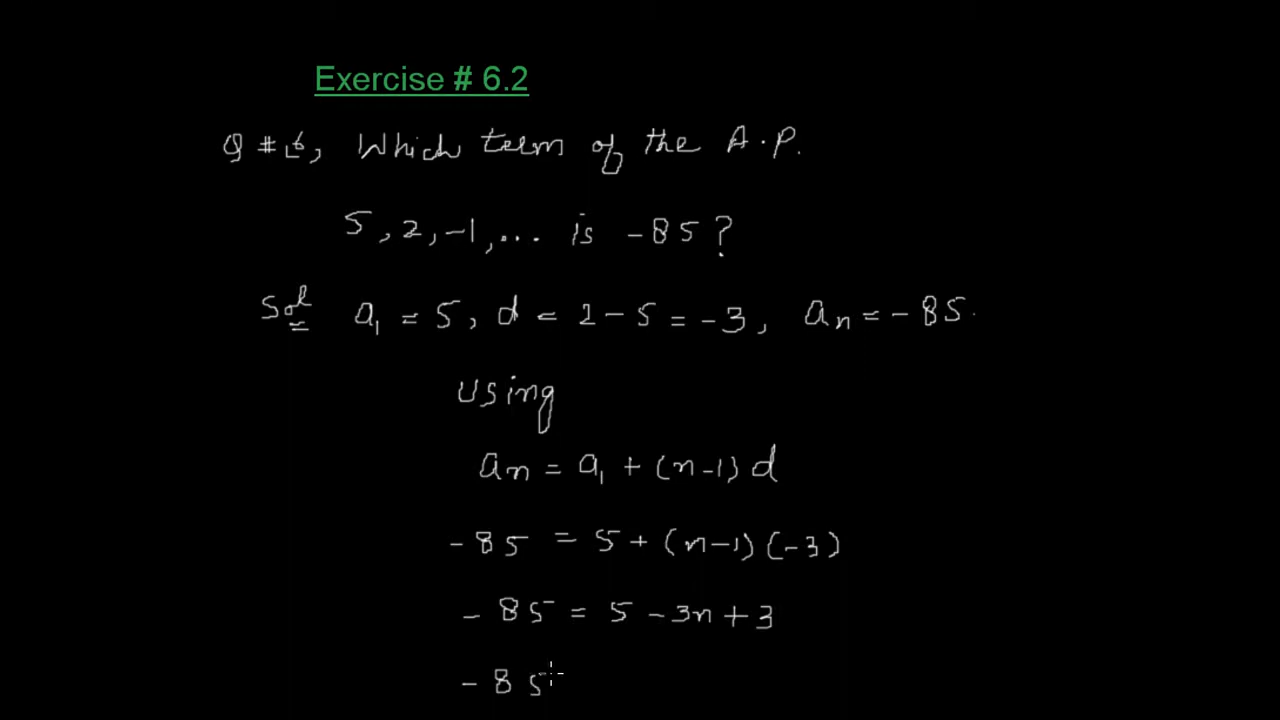 Exercise # 6.2
Q # 6, Which term of the A.P.
5, 2, -1, ... is -85?
Sol a₁ = 5, d = 2 - 5 = -3, aₙ = -85.
Using
aₙ = a₁ + (n-1) d
-85 = 5 + (n-1) (-3)
-85 = 5 - 3n + 3
-85